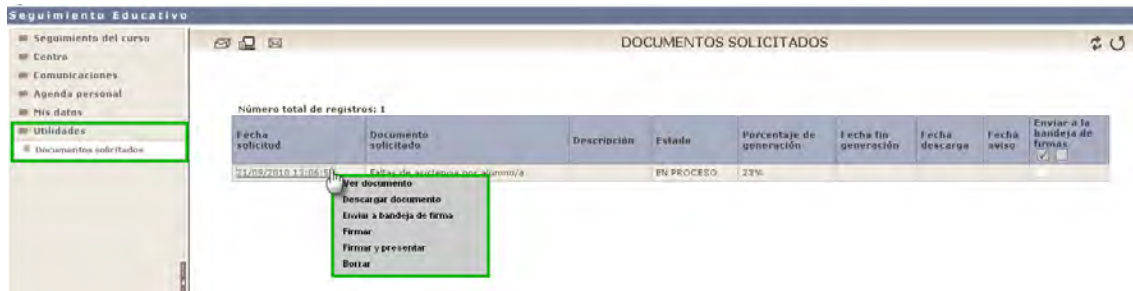 Seguimiento Educativo
Seguimiento del curso
Centro
Comunicaciones
Agenda personal
Mis datos
Utilidades
Documentos solicitados
DOCUMENTOS SOLICITADOS
Número total de registros: 1
Fecha solicitud
Documento solicitado
Descripción
Estado
Porcentaje de generación
Fecha fin generación
Fecha descarga
Fecha aviso
Enviar a la bandeja de firmas
21/09/2010 13:06:5
Faltas de asistencia por alumno/a
EN PROCESO
22%
Ver documento
Descargar documento
Enviar a bandeja de firma
Firmar
Firmar y presentar
Borrar